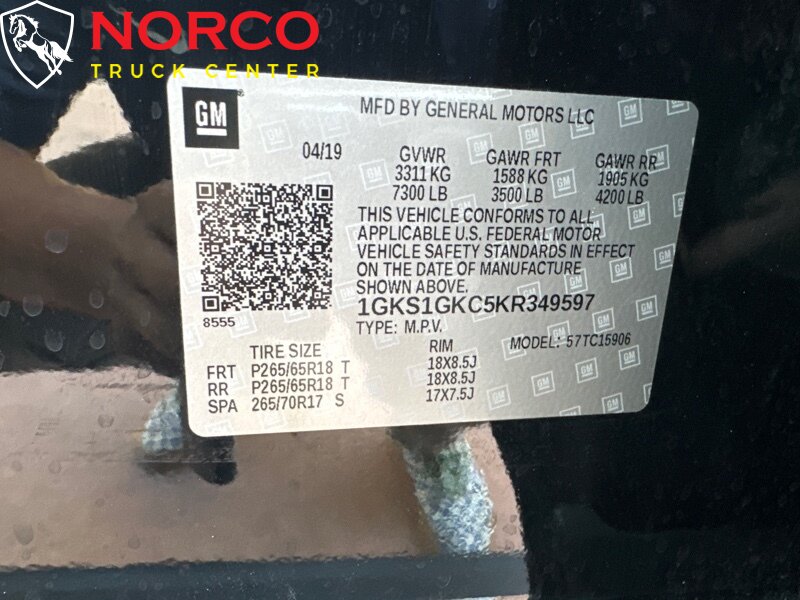 NORCO
TRUCK CENTER
GM
MFD BY GENERAL MOTORS LLC
04/19 GVWR GAWR FRT GAWR RR
3311 KG 1588 KG 1905 KG
7300 LB 3500 LB 4200 LB
THIS VEHICLE CONFORMS TO ALL
APPLICABLE U.S. FEDERAL MOTOR
VEHICLE SAFETY STANDARDS IN EFFECT
ON THE DATE OF MANUFACTURE
SHOWN ABOVE.
1GKS1GKC5KR349597
8555
TYPE: M.P.V. MODEL: 57TC15906
TIRE SIZE RIM
FRT P265/65R18 T 18X8.5J
RR P265/65R18 T 18X8.5J
SPA 265/70R17 S 17X7.5J